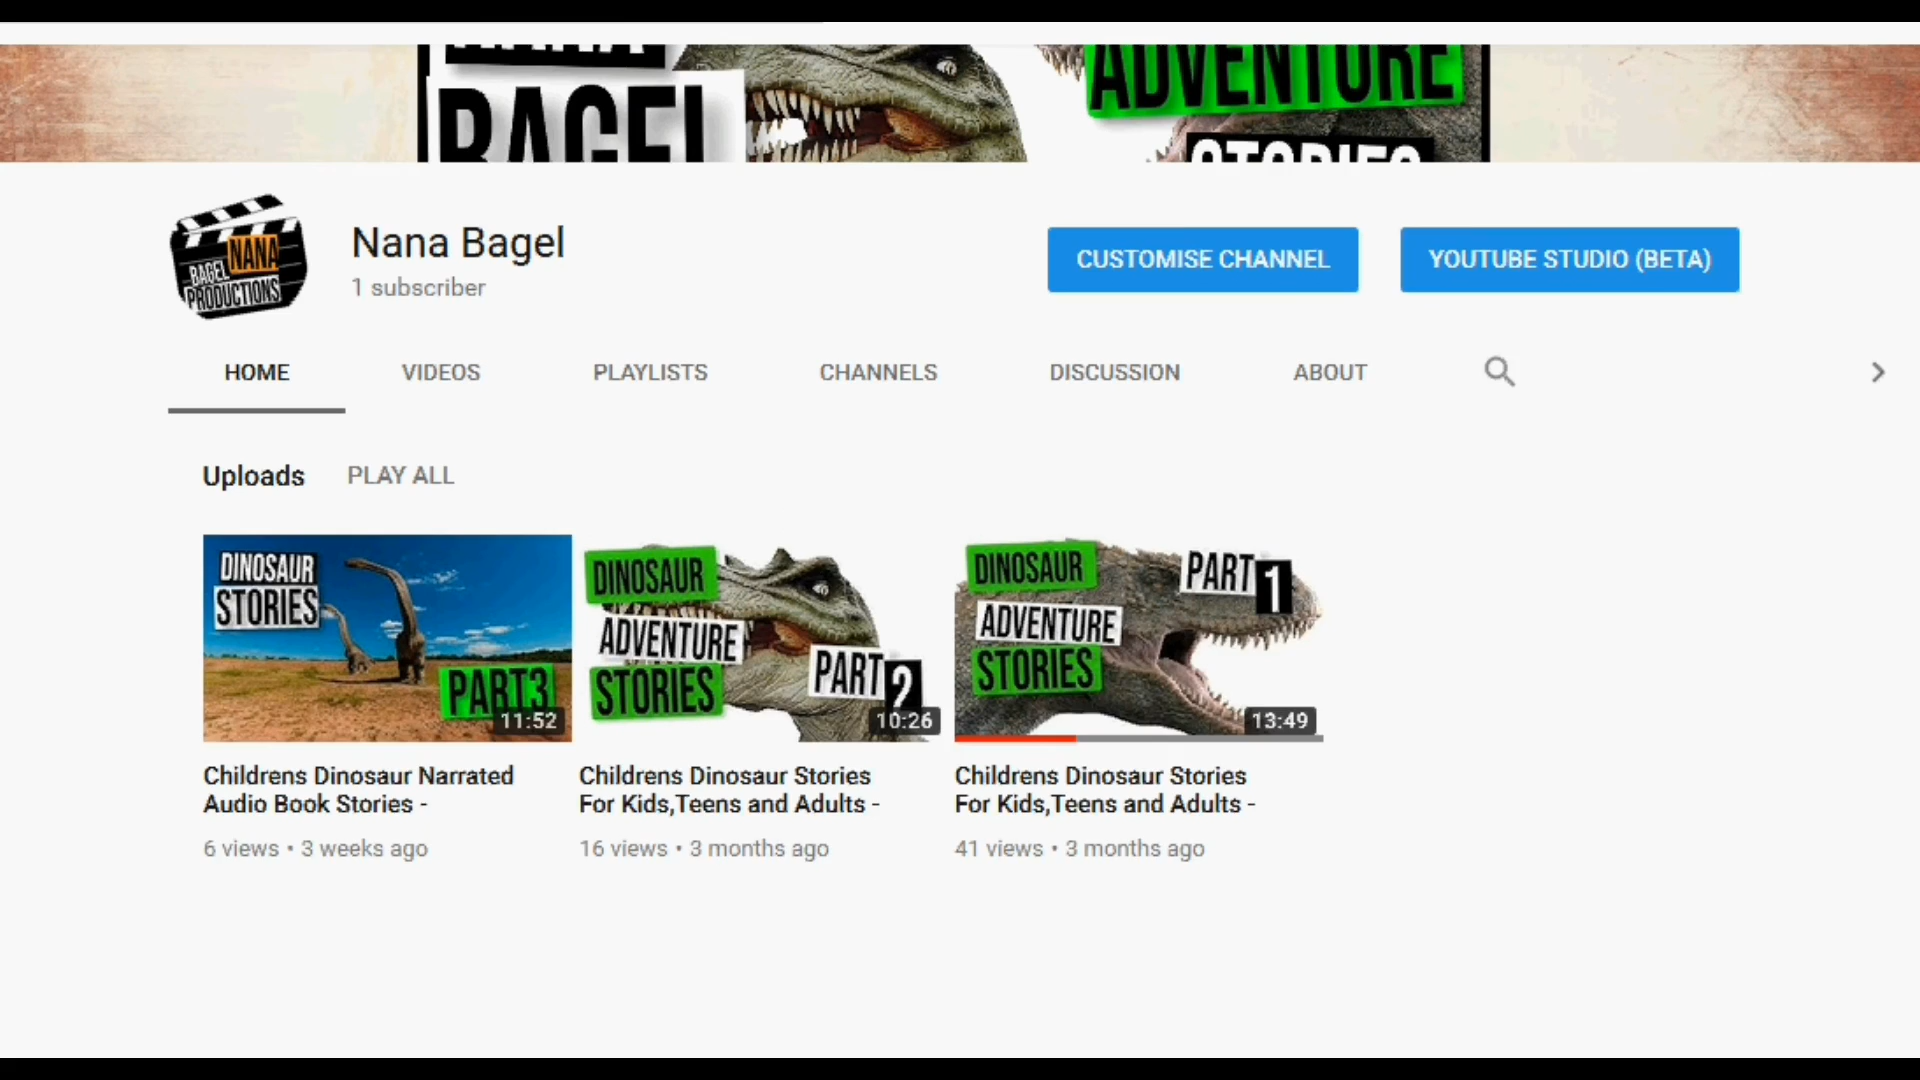 NANA
BAGEL
ADVENTURE
STORIES
NANA
BAGEL
PRODUCTIONS
Nana Bagel
1 subscriber
CUSTOMISE CHANNEL
YOUTUBE STUDIO (BETA)
HOME VIDEOS PLAYLISTS CHANNELS DISCUSSION ABOUT
Uploads PLAY ALL
DINOSAUR
STORIES
PART3
11:52
DINOSAUR
ADVENTURE
STORIES
PART 2
10:26
DINOSAUR
ADVENTURE
STORIES
PART 1
13:49
Childrens Dinosaur Narrated
Audio Book Stories -
6 views • 3 weeks ago
Childrens Dinosaur Stories
For Kids,Teens and Adults -
16 views • 3 months ago
Childrens Dinosaur Stories
For Kids,Teens and Adults -
41 views • 3 months ago